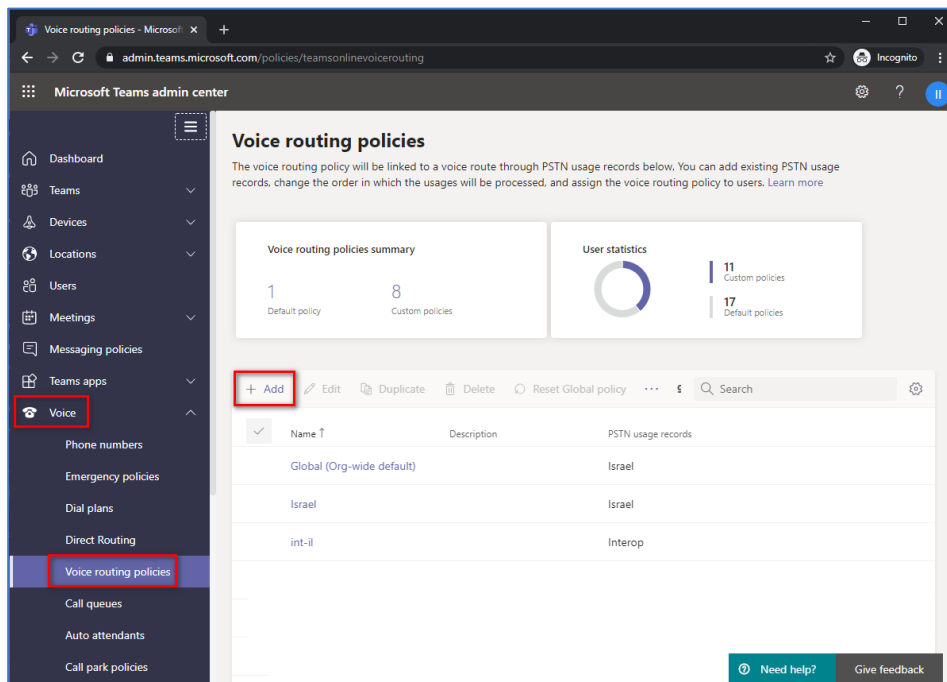 Voice routing policies - Microsoft
admin.teams.microsoft.com/policies/teamsonlinevoicerouting
Incognito
Microsoft Teams admin center
?
II
Dashboard
Teams
Devices
Locations
Users
Meetings
Messaging policies
Teams apps
Voice
Phone numbers
Emergency policies
Dial plans
Direct Routing
Voice routing policies
Call queues
Auto attendants
Call park policies
Voice routing policies
The voice routing policy will be linked to a voice route through PSTN usage records below. You can add existing PSTN usage
records, change the order in which the usages will be processed, and assign the voice routing policy to users. Learn more
Voice routing policies summary
1
Default policy
8
Custom policies
User statistics
11
Custom policies
17
Default policies
+ Add Edit Duplicate Delete Reset Global policy ··· Search
Name ↑ Description PSTN usage records
Global (Org-wide default) Israel
Israel Israel
int-il Interop
Need help? Give feedback